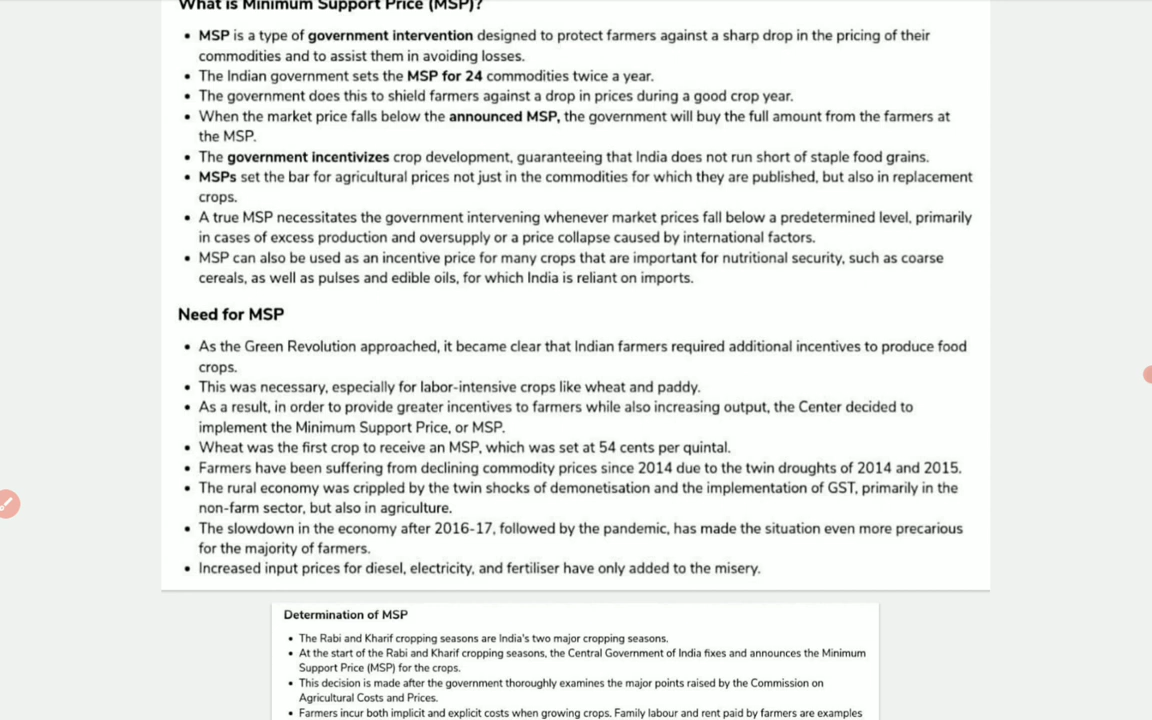 What is Minimum Support Price (MSP)?
• MSP is a type of government intervention designed to protect farmers against a sharp drop in the pricing of their
commodities and to assist them in avoiding losses.
• The Indian government sets the MSP for 24 commodities twice a year.
• The government does this to shield farmers against a drop in prices during a good crop year.
• When the market price falls below the announced MSP, the government will buy the full amount from the farmers at
the MSP.
• The government incentivizes crop development, guaranteeing that India does not run short of staple food grains.
• MSPs set the bar for agricultural prices not just in the commodities for which they are published, but also in replacement
crops.
• A true MSP necessitates the government intervening whenever market prices fall below a predetermined level, primarily
in cases of excess production and oversupply or a price collapse caused by international factors.
• MSP can also be used as an incentive price for many crops that are important for nutritional security, such as coarse
cereals, as well as pulses and edible oils, for which India is reliant on imports.
Need for MSP
• As the Green Revolution approached, it became clear that Indian farmers required additional incentives to produce food
crops.
• This was necessary, especially for labor-intensive crops like wheat and paddy.
• As a result, in order to provide greater incentives to farmers while also increasing output, the Center decided to
implement the Minimum Support Price, or MSP.
• Wheat was the first crop to receive an MSP, which was set at 54 cents per quintal.
• Farmers have been suffering from declining commodity prices since 2014 due to the twin droughts of 2014 and 2015.
• The rural economy was crippled by the twin shocks of demonetisation and the implementation of GST, primarily in the
non-farm sector, but also in agriculture.
• The slowdown in the economy after 2016-17, followed by the pandemic, has made the situation even more precarious
for the majority of farmers.
• Increased input prices for diesel, electricity, and fertiliser have only added to the misery.
Determination of MSP
• The Rabi and Kharif cropping seasons are India's two major cropping seasons.
• At the start of the Rabi and Kharif cropping seasons, the Central Government of India fixes and announces the Minimum
Support Price (MSP) for the crops.
• This decision is made after the government thoroughly examines the major points raised by the Commission on
Agricultural Costs and Prices.
• Farmers incur both implicit and explicit costs when growing crops. Family labour and rent paid by farmers are examples